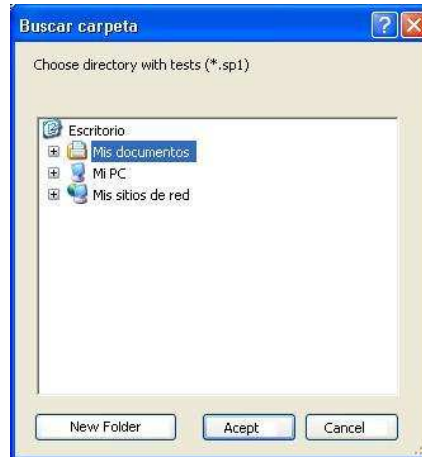 Buscar carpeta
Choose directory with tests (*.sp1)
Escritorio
Mis documentos
Mi PC
Mis sitios de red
New Folder Acept Cancel